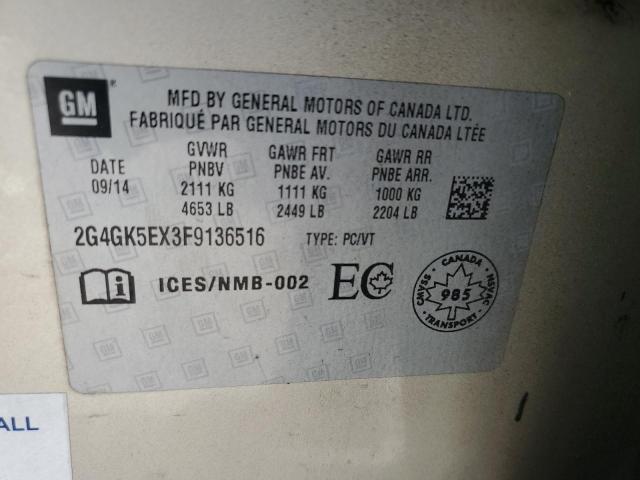 GM
MFD BY GENERAL MOTORS OF CANADA LTD.
FABRIQUÉ PAR GENERAL MOTORS DU CANADA LTÉE
DATE
09/14
GVWR
PNBV
2111 KG
4653 LB
GAWR FRT
PNBE AV.
1111 KG
2449 LB
GAWR RR
PNBE ARR.
1000 KG
2204 LB
2G4GK5EX3F9136516 TYPE: PC/VT
ICES/NMB-002 EC
CANADA
CMVSS 985 NSVAC
TRANSPORT
ALL